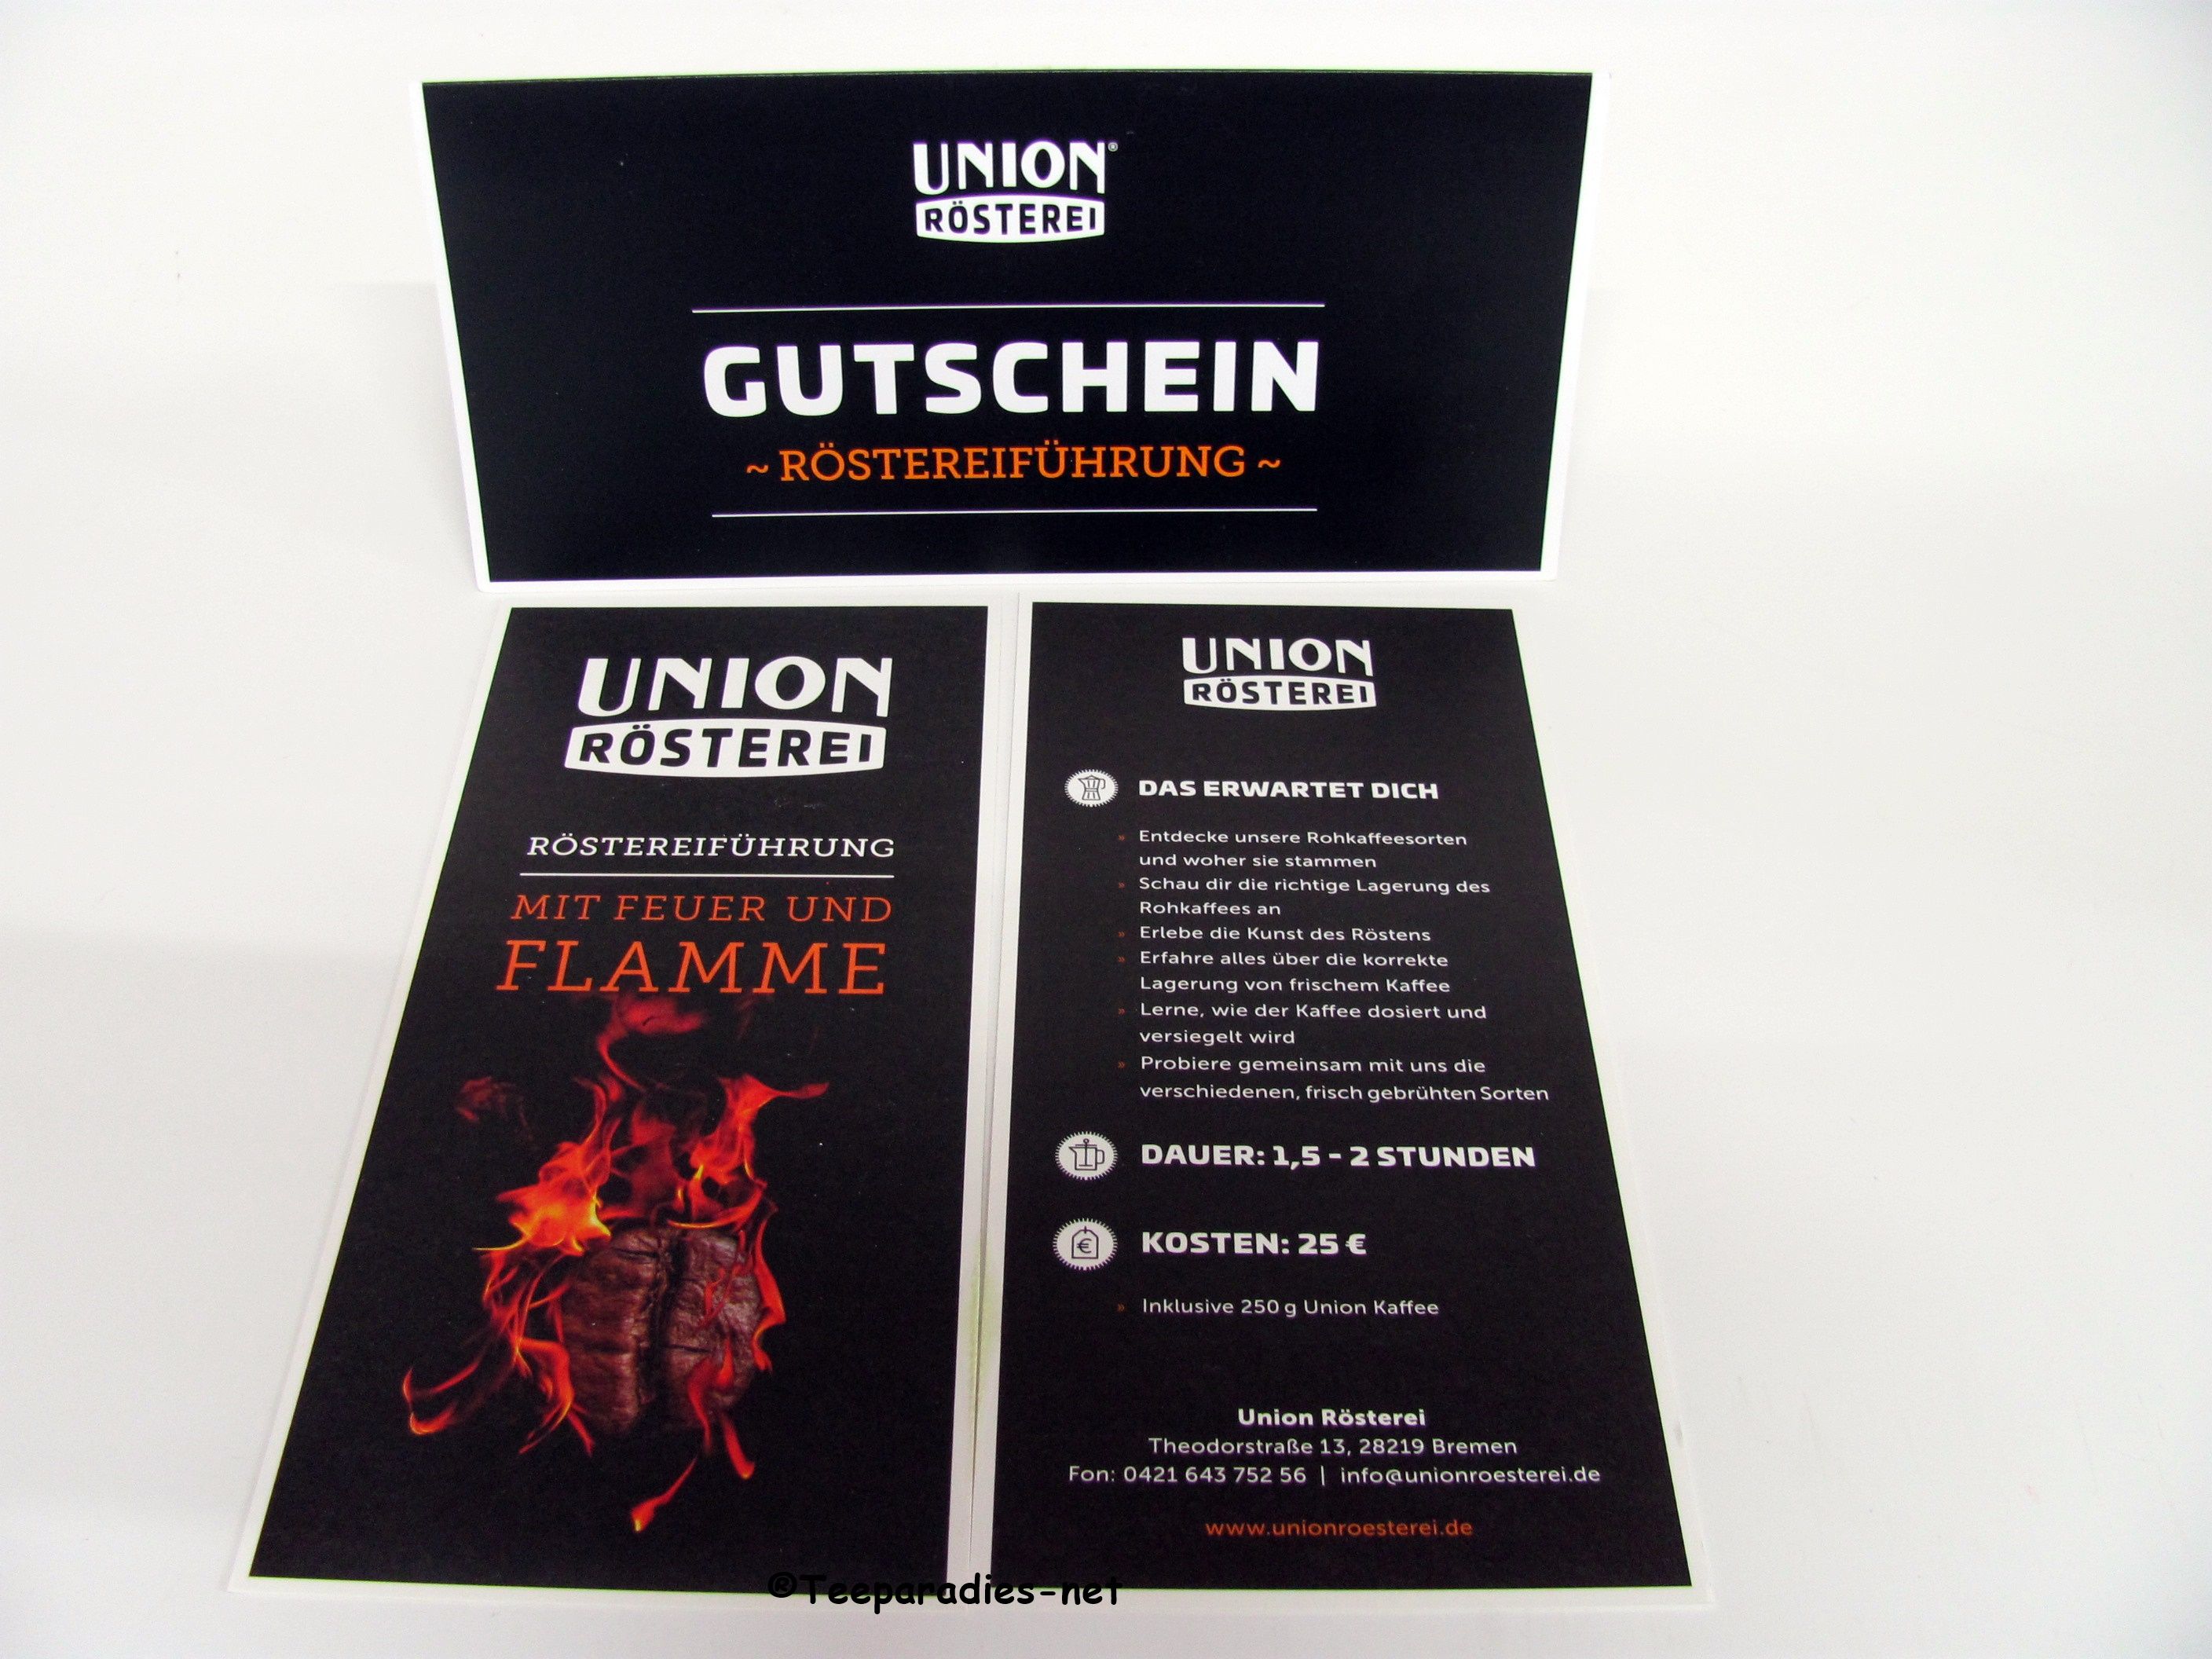 UNION®
RÖSTEREI
GUTSCHEIN
~ RÖSTEREIFÜHRUNG ~
UNION
RÖSTEREI
RÖSTEREIFÜHRUNG
MIT FEUER UND
FLAMME
UNION
RÖSTEREI
DAS ERWARTET DICH
» Entdecke unsere Rohkaffeesorten
und woher sie stammen
» Schau dir die richtige Lagerung des
Rohkaffees an
» Erlebe die Kunst des Röstens
» Erfahre alles über die korrekte
Lagerung von frischem Kaffee
» Lerne, wie der Kaffee dosiert und
versiegelt wird
» Probiere gemeinsam mit uns die
verschiedenen, frisch gebrühten Sorten
DAUER: 1,5 - 2 STUNDEN
€
KOSTEN: 25 €
» Inklusive 250 g Union Kaffee
Union Rösterei
Theodorstraße 13, 28219 Bremen
Fon: 0421 643 752 56 | info@unionroesterei.de
www.unionroesterei.de
®Teeparadies-net